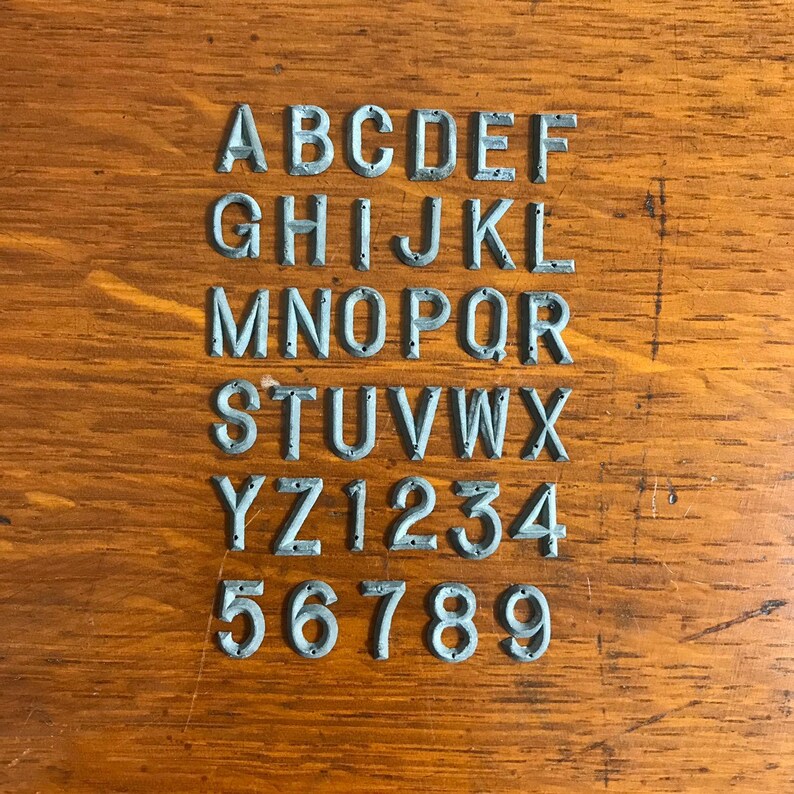 ABCDEF
GHIJKL
MNOPQR
STUVWX
YZ1234
56789